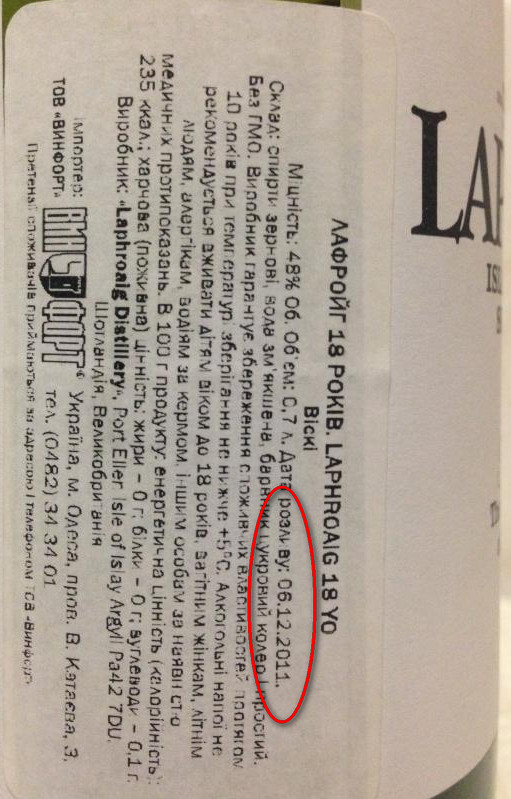 ЛАФРОЙГ 18 РОКІВ. LAPHROAIG 18 YO
Віскі
Міцність: 48% Об. Об'єм: 0,7 л. Дата розливу: 06.12.2011.
Склад: спирти зернові, вода зм'якшена, барвник цукровий колер І простий.
Без ГМО. Виробник гарантує збереження споживчих властивостей протягом
10 років при температурі зберігання не нижче +5°С. Алкогольні напої не
рекомендується вживати дітям віком до 18 років, вагітним жінкам, літнім
людям, алергікам, водіям за кермом, іншим особам за наявністю
медичних протипоказань. В 100 г продукту: енергетична цінність (калорійність):
235 ккал.; харчова (поживна) цінність: жири – 0 г; білки – 0 г; вуглеводи – 0,1 г.
Виробник: «Laphroaig Distillery», Port Ellen, Isle of Islay Argyll Pa42 7DU,
Шотландія, Великобританія
Імпортер:
ТОВ «ВИНФОРТ»
ВИНФОРТ®
Україна, м. Одеса, пров. В. Катаєва, 3,
тел. (0482) 34 34 01
Претензії споживачів приймаються за адресою і телефоном ТОВ «Винфорт»